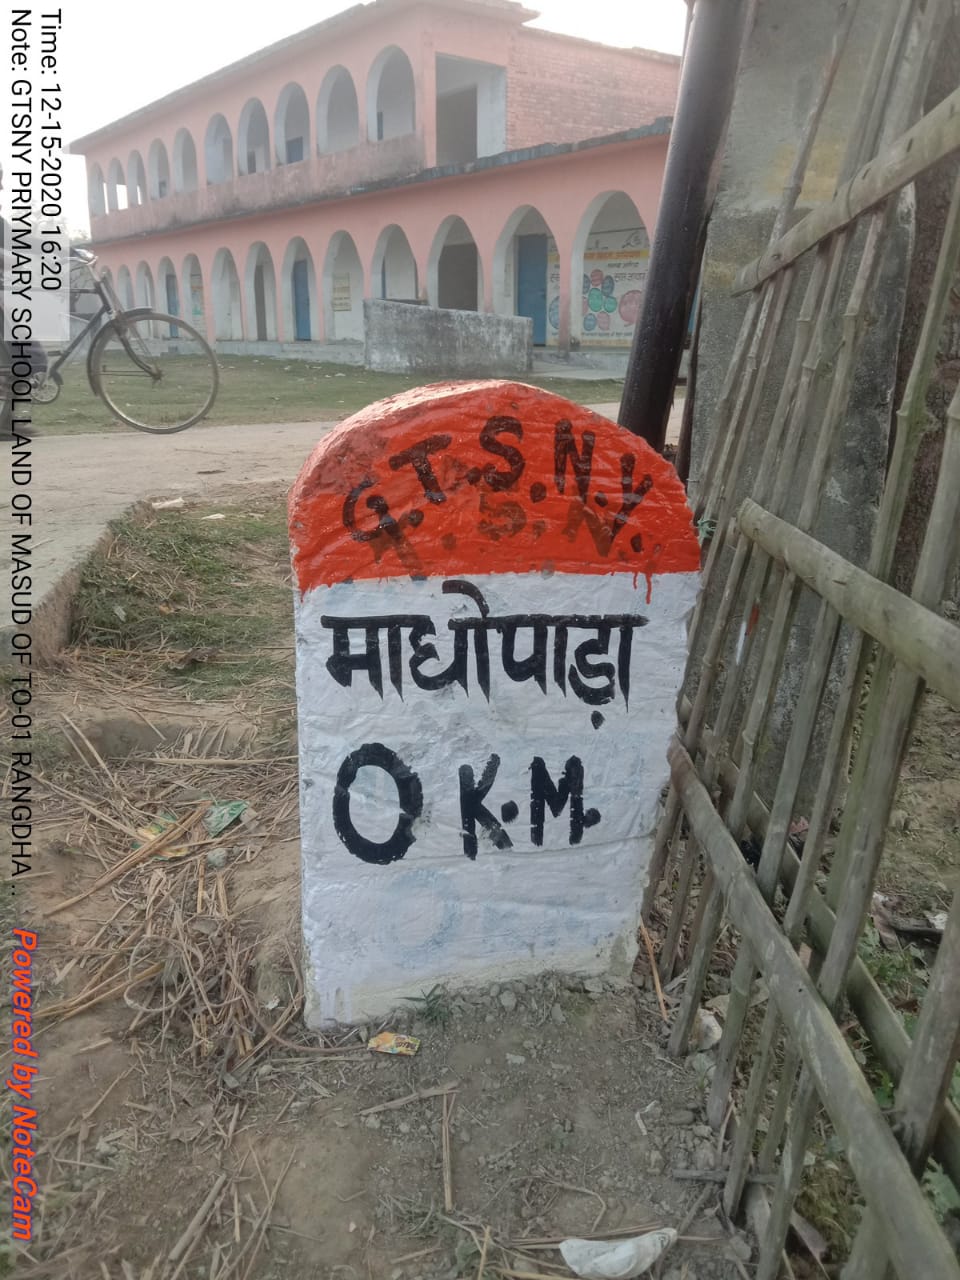 Time: 12-15-2020 16:20
Note: GTSNY PRIYMARY SCHOOL LAND OF MASUD OF TO-01 RANGDHA...
Powered by NoteCam
G.T.S.N.Y.
माधोपाड़ा
0 K.M.